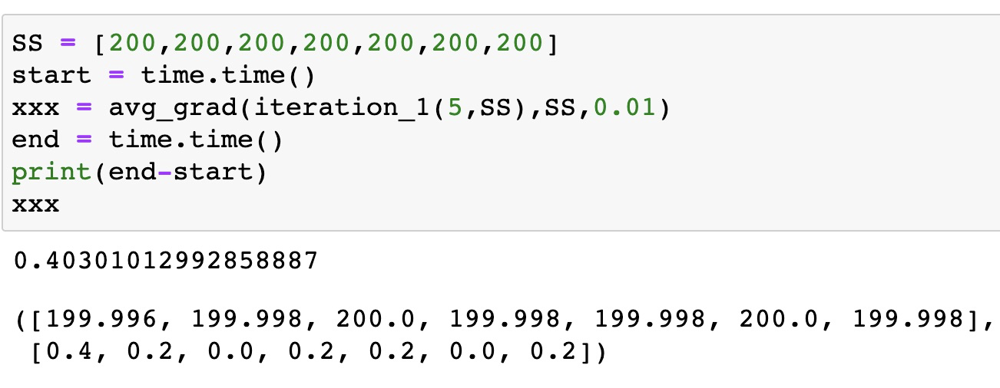 SS = [200,200,200,200,200,200,200]
start = time.time()
xxx = avg_grad(iteration_1(5,SS),SS,0.01)
end = time.time()
print(end-start)
xxx
0.403010129928588​87
([199.996, 199.998, 200.0, 199.998, 199.998, 200.0, 199.998],
[0.4, 0.2, 0.0, 0.2, 0.2, 0.0, 0.2])